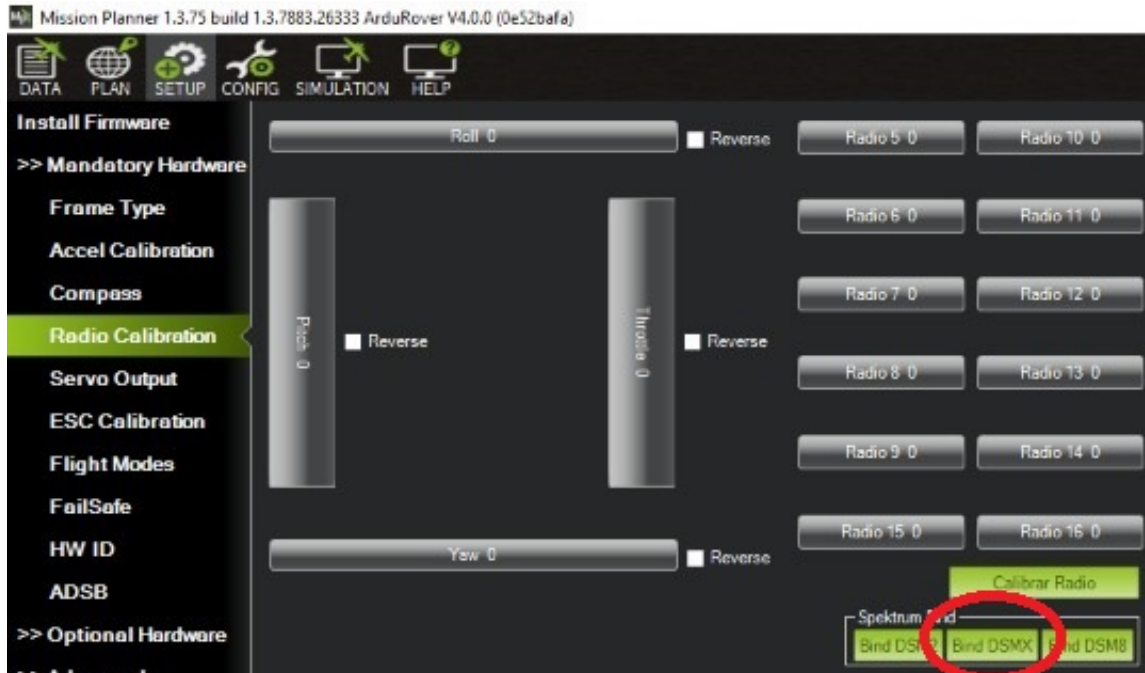 Mission Planner 1.3.75 build 1.3.7883.26333 ArduRover V4.0.0 (0e52bafa)
DATA PLAN SETUP CONFIG SIMULATION HELP
Install Firmware
>> Mandatory Hardware
Frame Type
Accel Calibration
Compass
Radio Calibration
Servo Output
ESC Calibration
Flight Modes
FailSafe
HW ID
ADSB
>> Optional Hardware
Roll 0
Reverse
Pitch 0
Reverse
Throttle 0
Reverse
Yaw 0
Reverse
Radio 5 0 Radio 10 0
Radio 6 0 Radio 11 0
Radio 7 0 Radio 12 0
Radio 8 0 Radio 13 0
Radio 9 0 Radio 14 0
Radio 15 0 Radio 16 0
Calibrar Radio
Spektrum
Bind DSMX